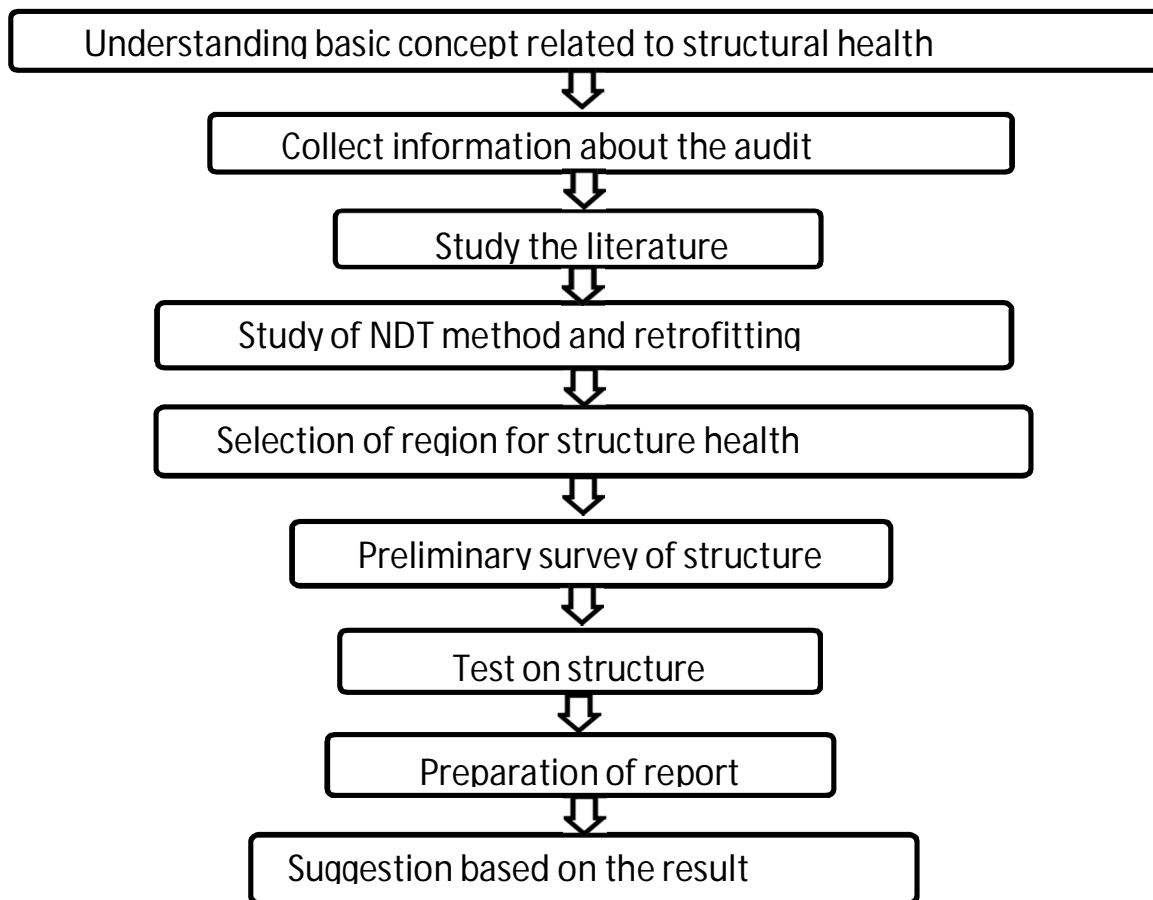 Understanding basic concept related to structural health
Collect information about the audit
Study the literature
Study of NDT method and retrofitting
Selection of region for structure health
Preliminary survey of structure
Test on structure
Preparation of report
Suggestion based on the result